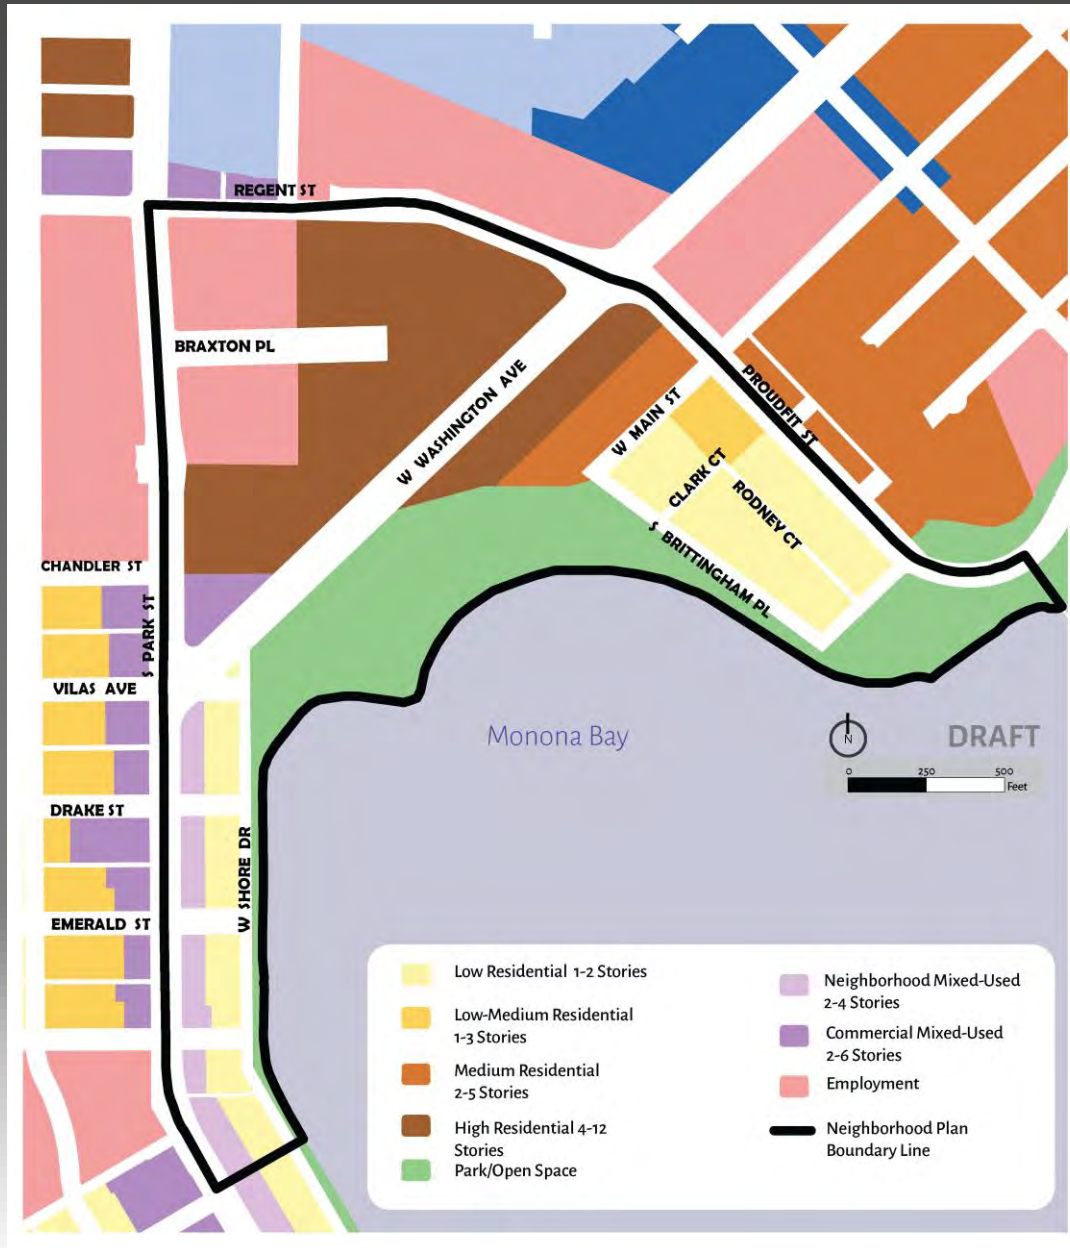 REGENT ST
BRAXTON PL
W WASHINGTON AVE
W MAIN ST
PROUDFIT ST
CLARK CT
RODNEY CT
S BRITTINGHAM PL
CHANDLER ST
S PARK ST
VILAS AVE
DRAKE ST
W SHORE DR
EMERALD ST
Monona Bay
N
DRAFT
0 250 500
Feet
Low Residential 1-2 Stories
Low-Medium Residential
1-3 Stories
Medium Residential
2-5 Stories
High Residential 4-12
Stories
Park/Open Space
Neighborhood Mixed-Used
2-4 Stories
Commercial Mixed-Used
2-6 Stories
Employment
Neighborhood Plan
Boundary Line